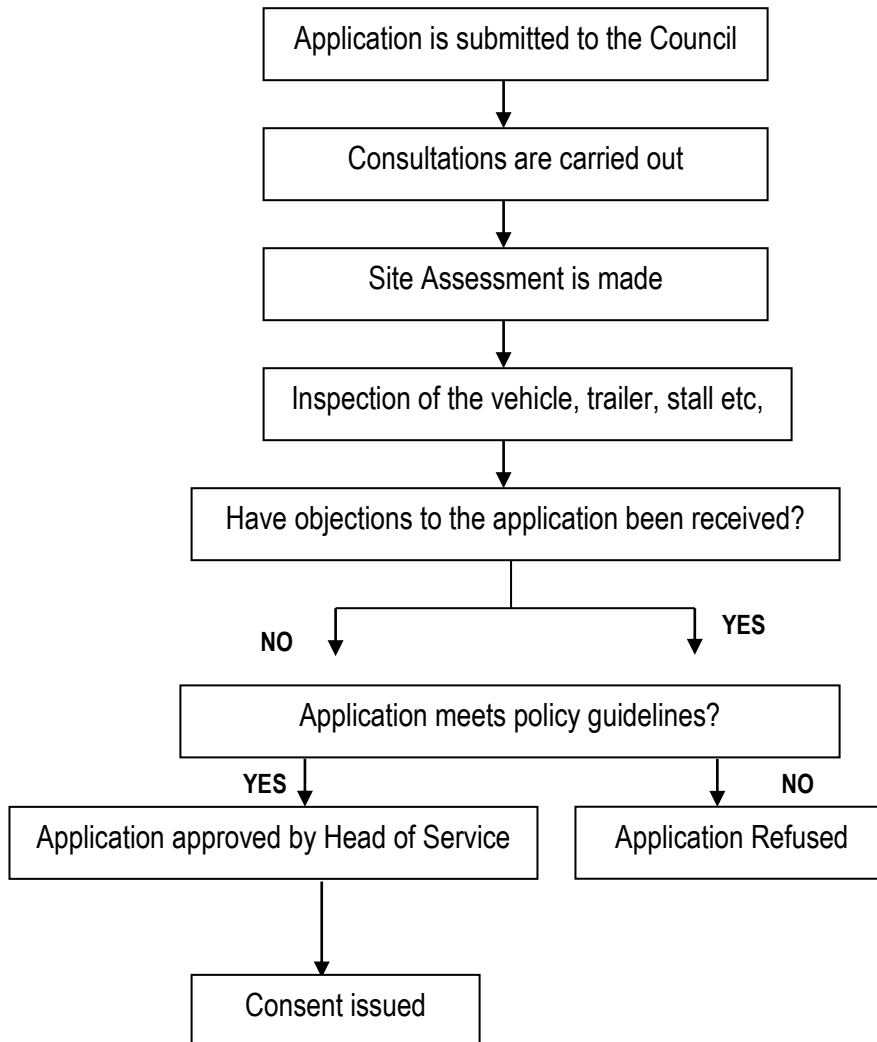 Application is submitted to the Council
Consultations are carried out
Site Assessment is made
Inspection of the vehicle, trailer, stall etc,
Have objections to the application been received?
NO
YES
Application meets policy guidelines?
YES
NO
Application approved by Head of Service
Application Refused
Consent issued